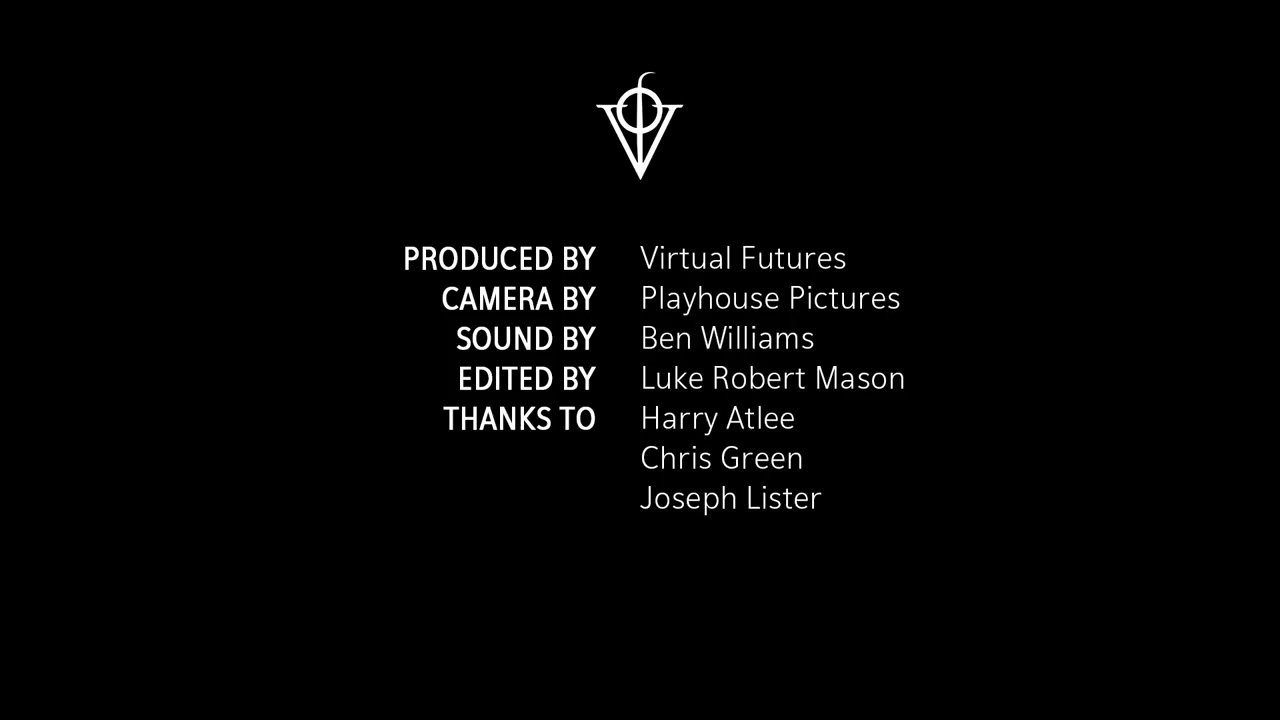 PRODUCED BY Virtual Futures
CAMERA BY Playhouse Pictures
SOUND BY Ben Williams
EDITED BY Luke Robert Mason
THANKS TO Harry Atlee
Chris Green
Joseph Lister